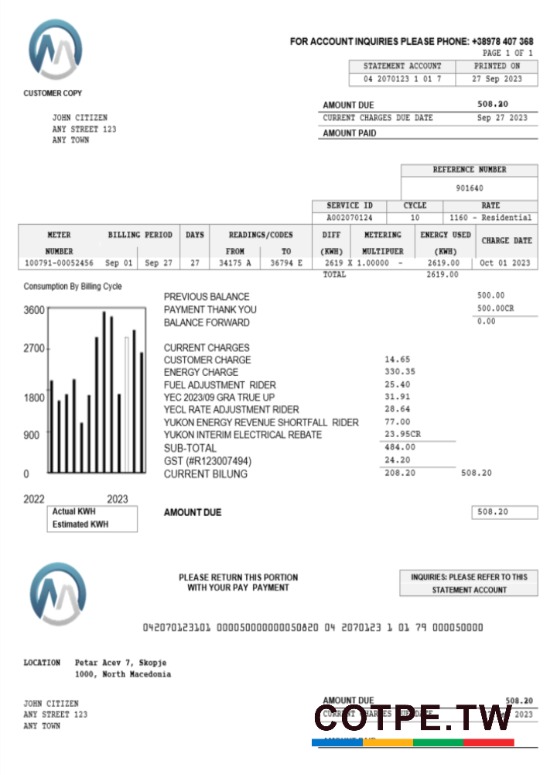 FOR ACCOUNT INQUIRIES PLEASE PHONE: +38978 407 368
PAGE 1 OF 1
STATEMENT ACCOUNT PRINTED ON
04 2070123 1 01 7 27 Sep 2023
CUSTOMER COPY
AMOUNT DUE 508.20
JOHN CITIZEN
CURRENT CHARGES DUE DATE Sep 27 2023
ANY STREET 123
AMOUNT PAID
ANY TOWN
REFERENCE NUMBER
901640
SERVICE ID CYCLE RATE
A002070124 10 1160 - Residential
METER BILLING PERIOD DAYS READINGS/CODES DIFF METERING ENERGY USED CHARGE DATE
NUMBER FROM TO (KWH) MULTIPUER (KWH)
100791-00052456 Sep 01 Sep 27 27 34175 A 36794 E 2619 X 1.00000 - 2619.00 Oct 01 2023
TOTAL 2619.00
Consumption By Billing Cycle
3600
2700
1800
900
0
2022 2023
Actual KWH
Estimated KWH
PREVIOUS BALANCE 500.00
PAYMENT THANK YOU 500.00CR
BALANCE FORWARD 0.00
CURRENT CHARGES
CUSTOMER CHARGE 14.65
ENERGY CHARGE 330.35
FUEL ADJUSTMENT RIDER 25.40
YEC 2023/09 GRA TRUE UP 31.91
YECL RATE ADJUSTMENT RIDER 28.64
YUKON ENERGY REVENUE SHORTFALL RIDER 77.00
YUKON INTERIM ELECTRICAL REBATE 23.95CR
SUB-TOTAL 484.00
GST (#R123007494) 24.20
CURRENT BILUNG 208.20 508.20
AMOUNT DUE 508.20
PLEASE RETURN THIS PORTION
WITH YOUR PAY PAYMENT
INQUIRIES: PLEASE REFER TO THIS
STATEMENT ACCOUNT
042070123101 0000500000000050820 04 2070123 1 01 79 000050000
LOCATION Petar Acev 7, Skopje
1000, North Macedonia
JOHN CITIZEN
ANY STREET 123
ANY TOWN
AMOUNT DUE 508.20
2023
COTPE.TW